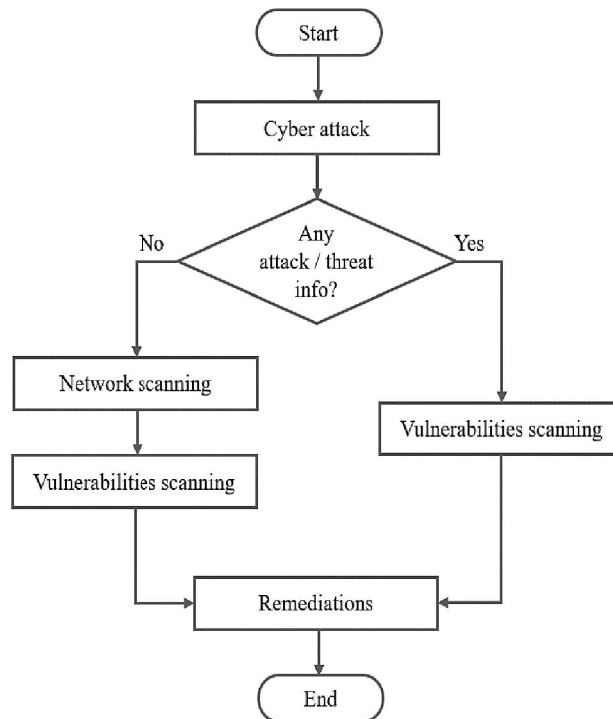 Start
Cyber attack
No
Any
attack / threat
info?
Yes
Network scanning
Vulnerabilities scanning
Vulnerabilities scanning
Remediations
End